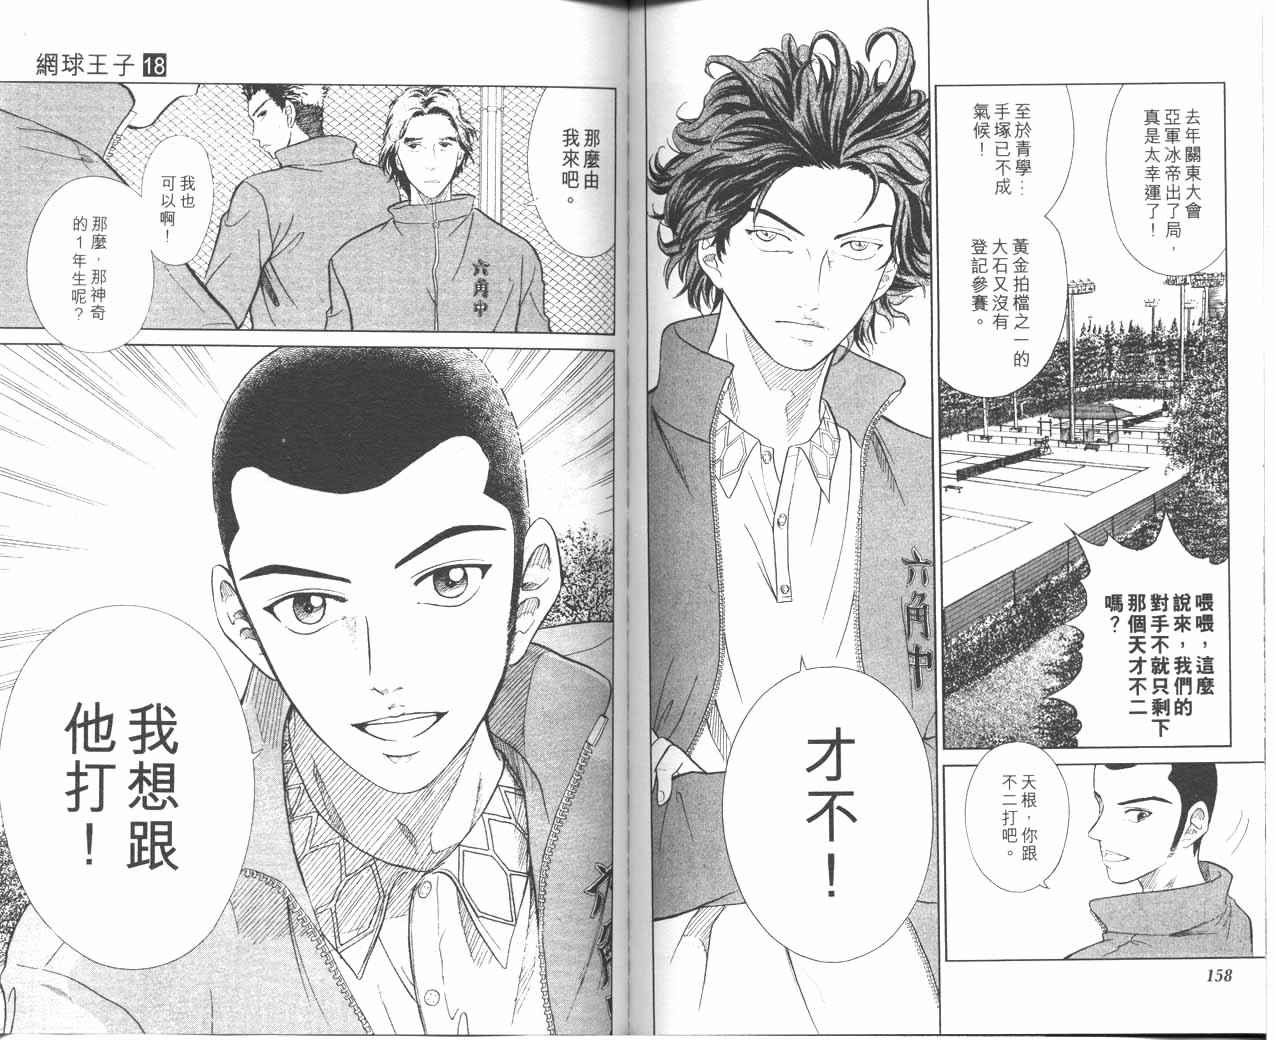 去年關東大會
亞軍冰帝出了局，
真是太幸運了！
至於青學…
手塚已不成
氣候！
黃金拍檔之一的
大石又沒有
登記參賽。
喂喂，這麼
說來，我們的
對手不就只剩下
那個天才不二
嗎？
天根，你跟
不二打吧。
158
六角中
才不！
網球王子 18
那麼由
我來吧。
六角中
我也
可以啊！
那麼，那神奇
的1年生呢？
我想跟
他打！
六角